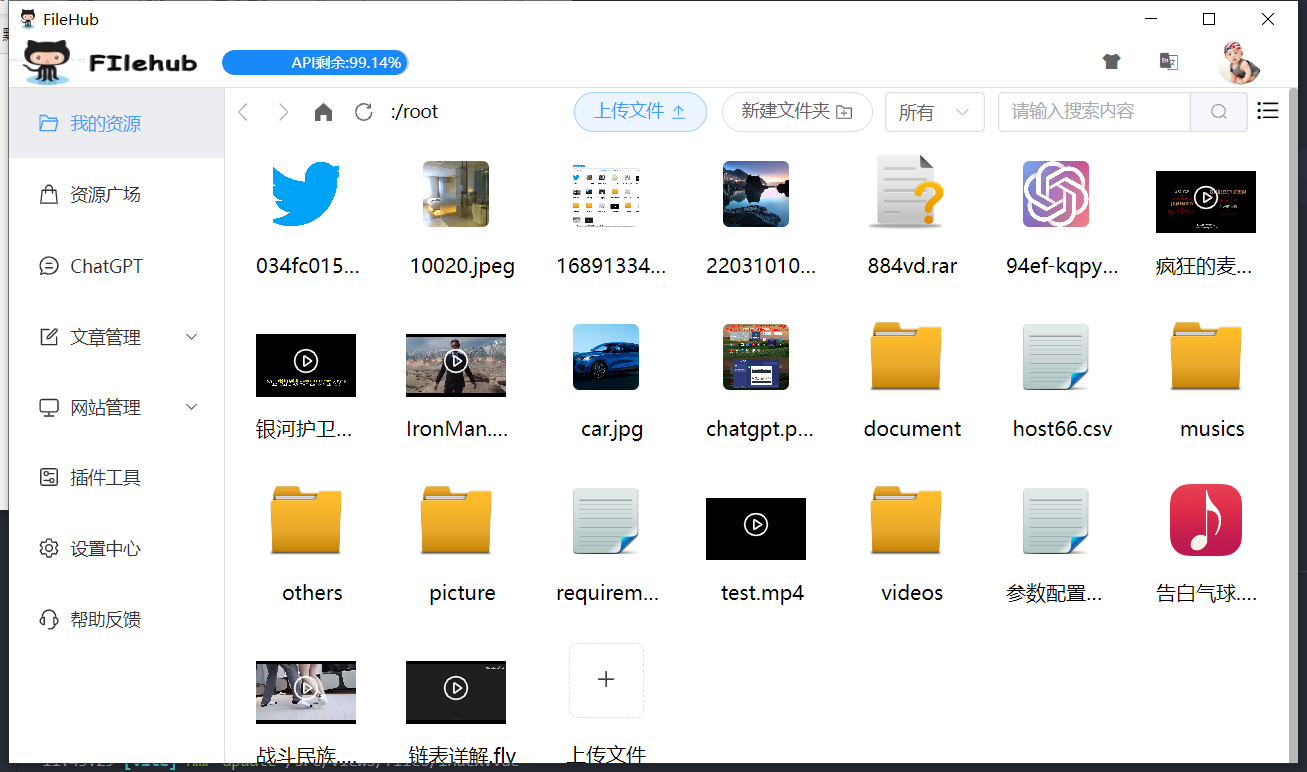 FileHub
FIlehub
API剩余:99.14%
我的资源
资源广场
ChatGPT
文章管理
网站管理
插件工具
设置中心
帮助反馈
:/root
上传文件
新建文件夹
所有
请输入搜索内容
034fc015...
10020.jpeg
16891334...
22031010...
884vd.rar
94ef-kqpy...
疯狂的麦...
银河护卫...
IronMan....
car.jpg
chatgpt.p...
document
host66.csv
musics
others
picture
requirem...
test.mp4
videos
参数配置...
告白气球....
战斗民族....
链表详解.flv
上传文件